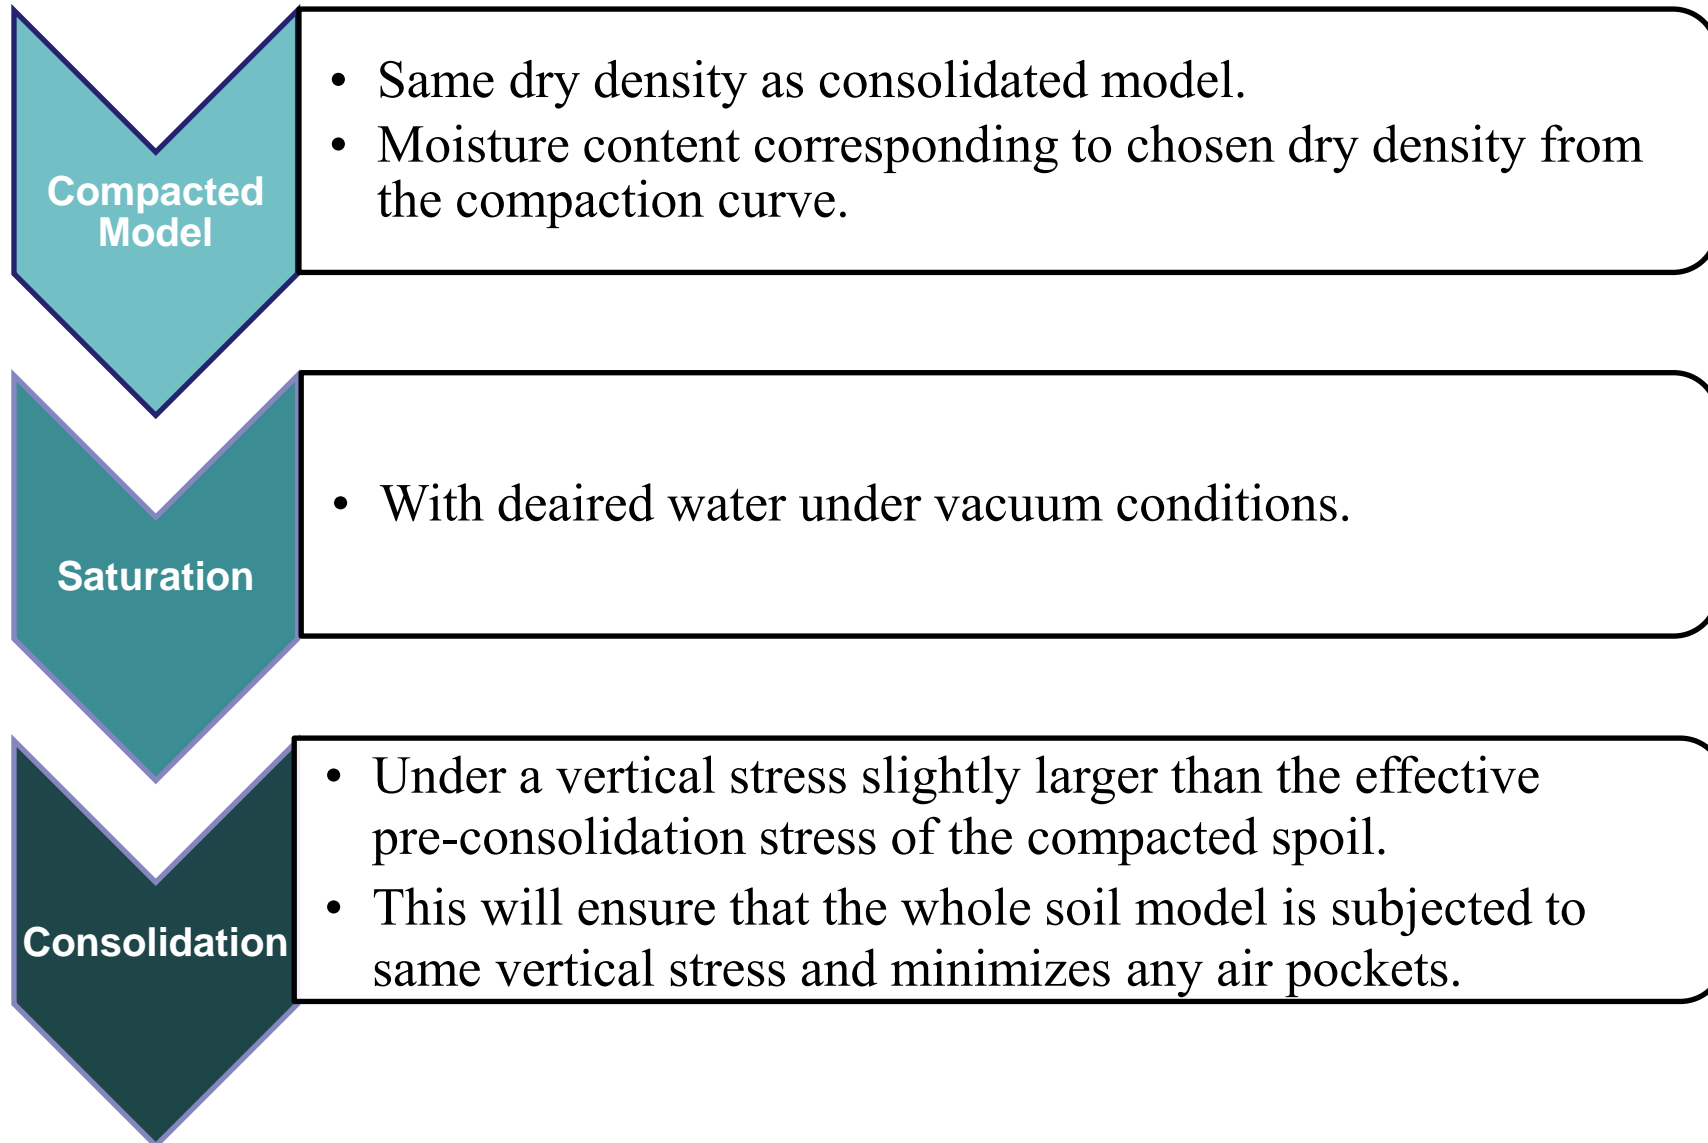 Compacted
Model
• Same dry density as consolidated model.
• Moisture content corresponding to chosen dry density from
the compaction curve.
Saturation
• With deaired water under vacuum conditions.
Consolidation
• Under a vertical stress slightly larger than the effective
pre-consolidation stress of the compacted spoil.
• This will ensure that the whole soil model is subjected to
same vertical stress and minimizes any air pockets.